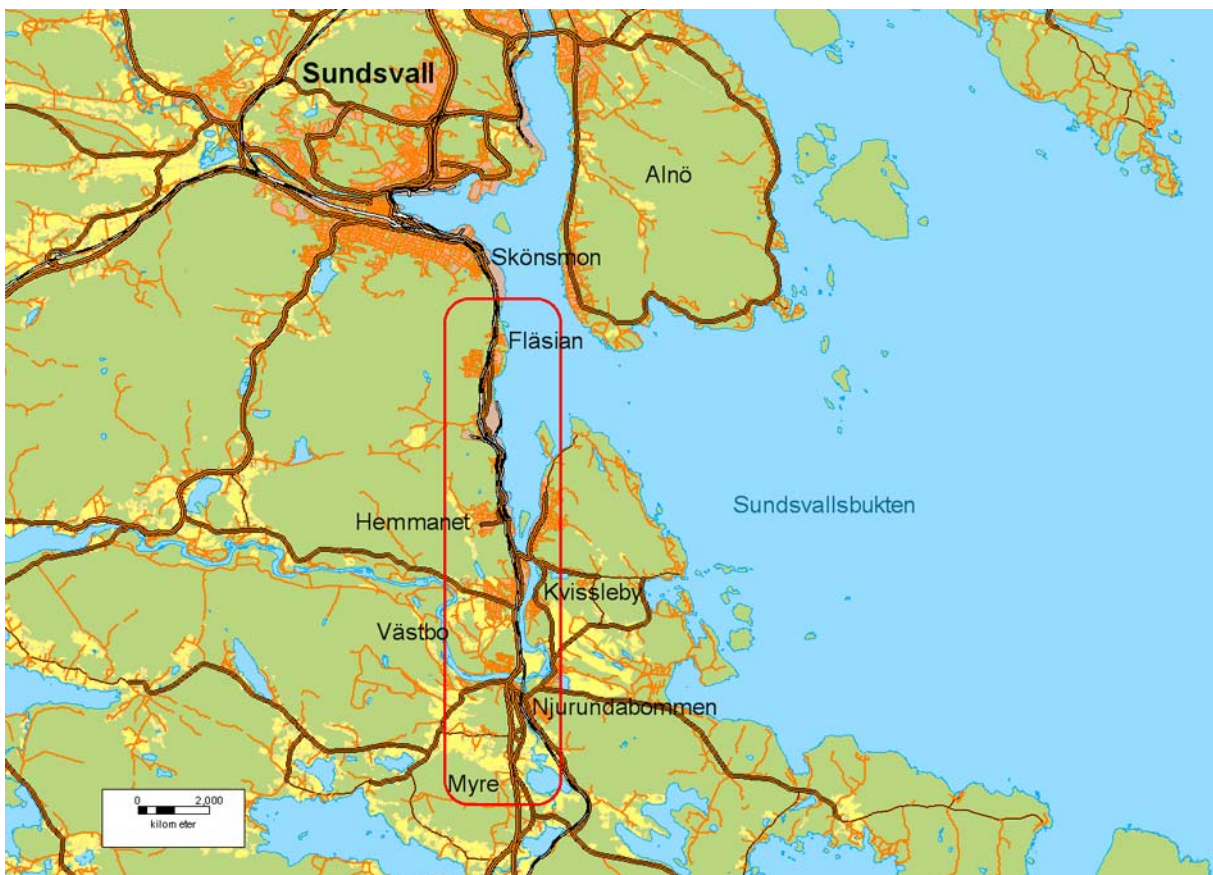 Sundsvall
Alnö
Skönsmon
Fläsian
Sundsvallsbukten
Hemmanet
Kvissleby
Västbo
Njurundabommen
Myre
0 2,000
kilometer